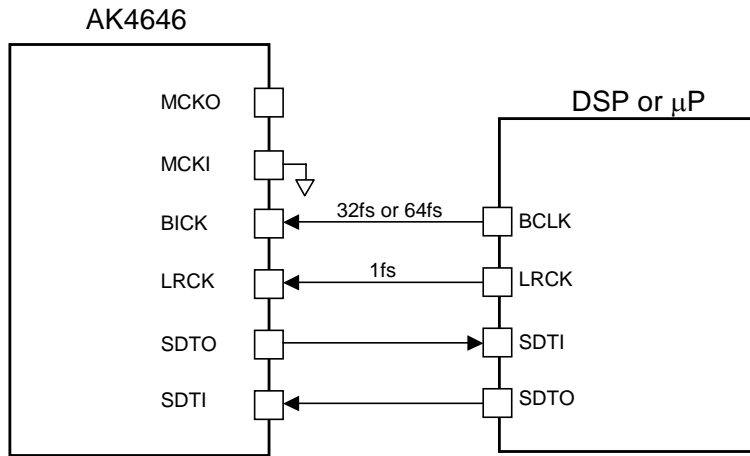 AK4646
DSP or μP
MCKO
MCKI
BICK
32fs or 64fs
BCLK
LRCK
1fs
LRCK
SDTO
SDTI
SDTI
SDTO